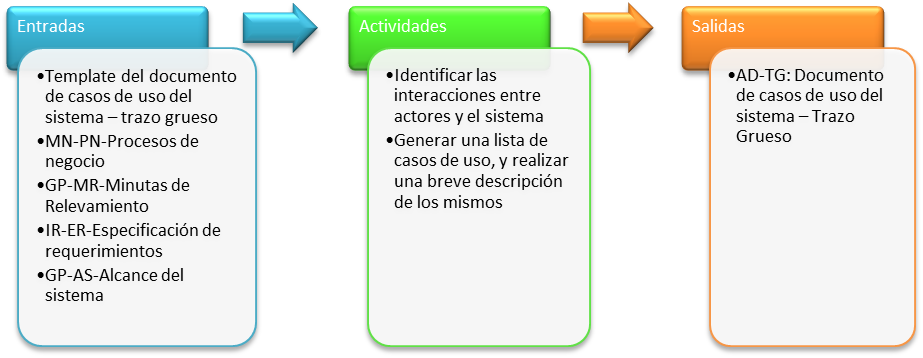 Entradas
•Template del documento
de casos de uso del
sistema – trazo grueso
•MN-PN-Procesos de
negocio
•GP-MR-Minutas de
Relevamiento
•IR-ER-Especificación de
requerimientos
•GP-AS-Alcance del
sistema
Actividades
•Identificar las
interacciones entre
actores y el sistema
•Generar una lista de
casos de uso, y realizar
una breve descripción
de los mismos
Salidas
•AD-TG: Documento
de casos de uso del
sistema – Trazo
Grueso